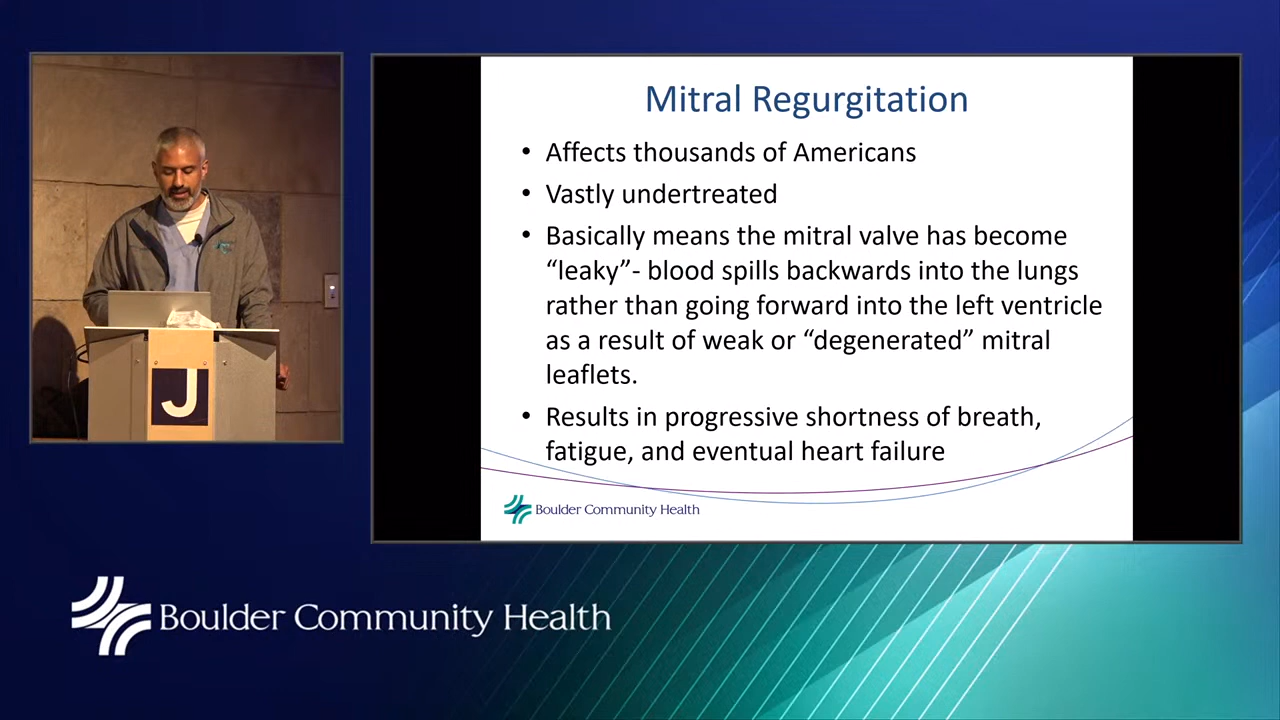 Mitral Regurgitation
• Affects thousands of Americans
• Vastly undertreated
• Basically means the mitral valve has become
“leaky”- blood spills backwards into the lungs
rather than going forward into the left ventricle
as a result of weak or “degenerated” mitral
leaflets.
• Results in progressive shortness of breath,
fatigue, and eventual heart failure
Boulder Community Health
J
Boulder Community Health